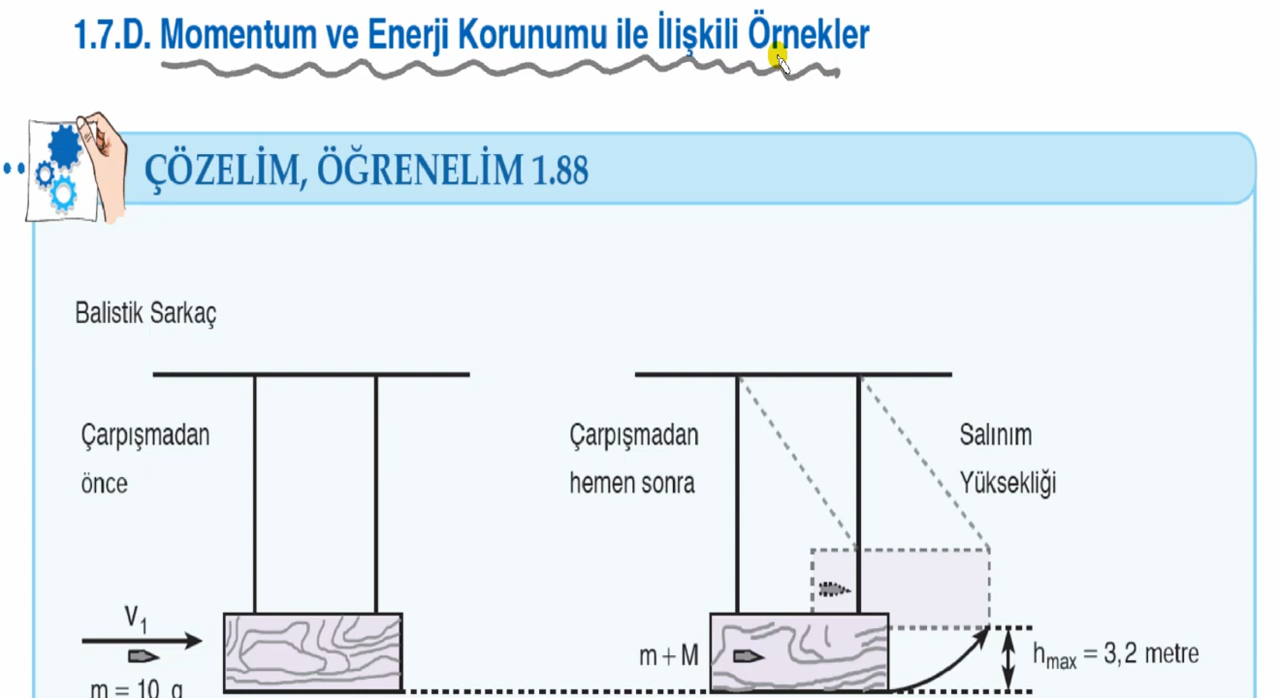 1.7.D. Momentum ve Enerji Korunumu ile İlişkili Örnekler
ÇÖZELİM, ÖĞRENELİM 1.88
Balistik Sarkaç
Çarpışmadan
önce
Çarpışmadan
hemen sonra
Salınım
Yüksekliği
V₁
m = 10 g
m + M
hₘₐₓ = 3,2 metre